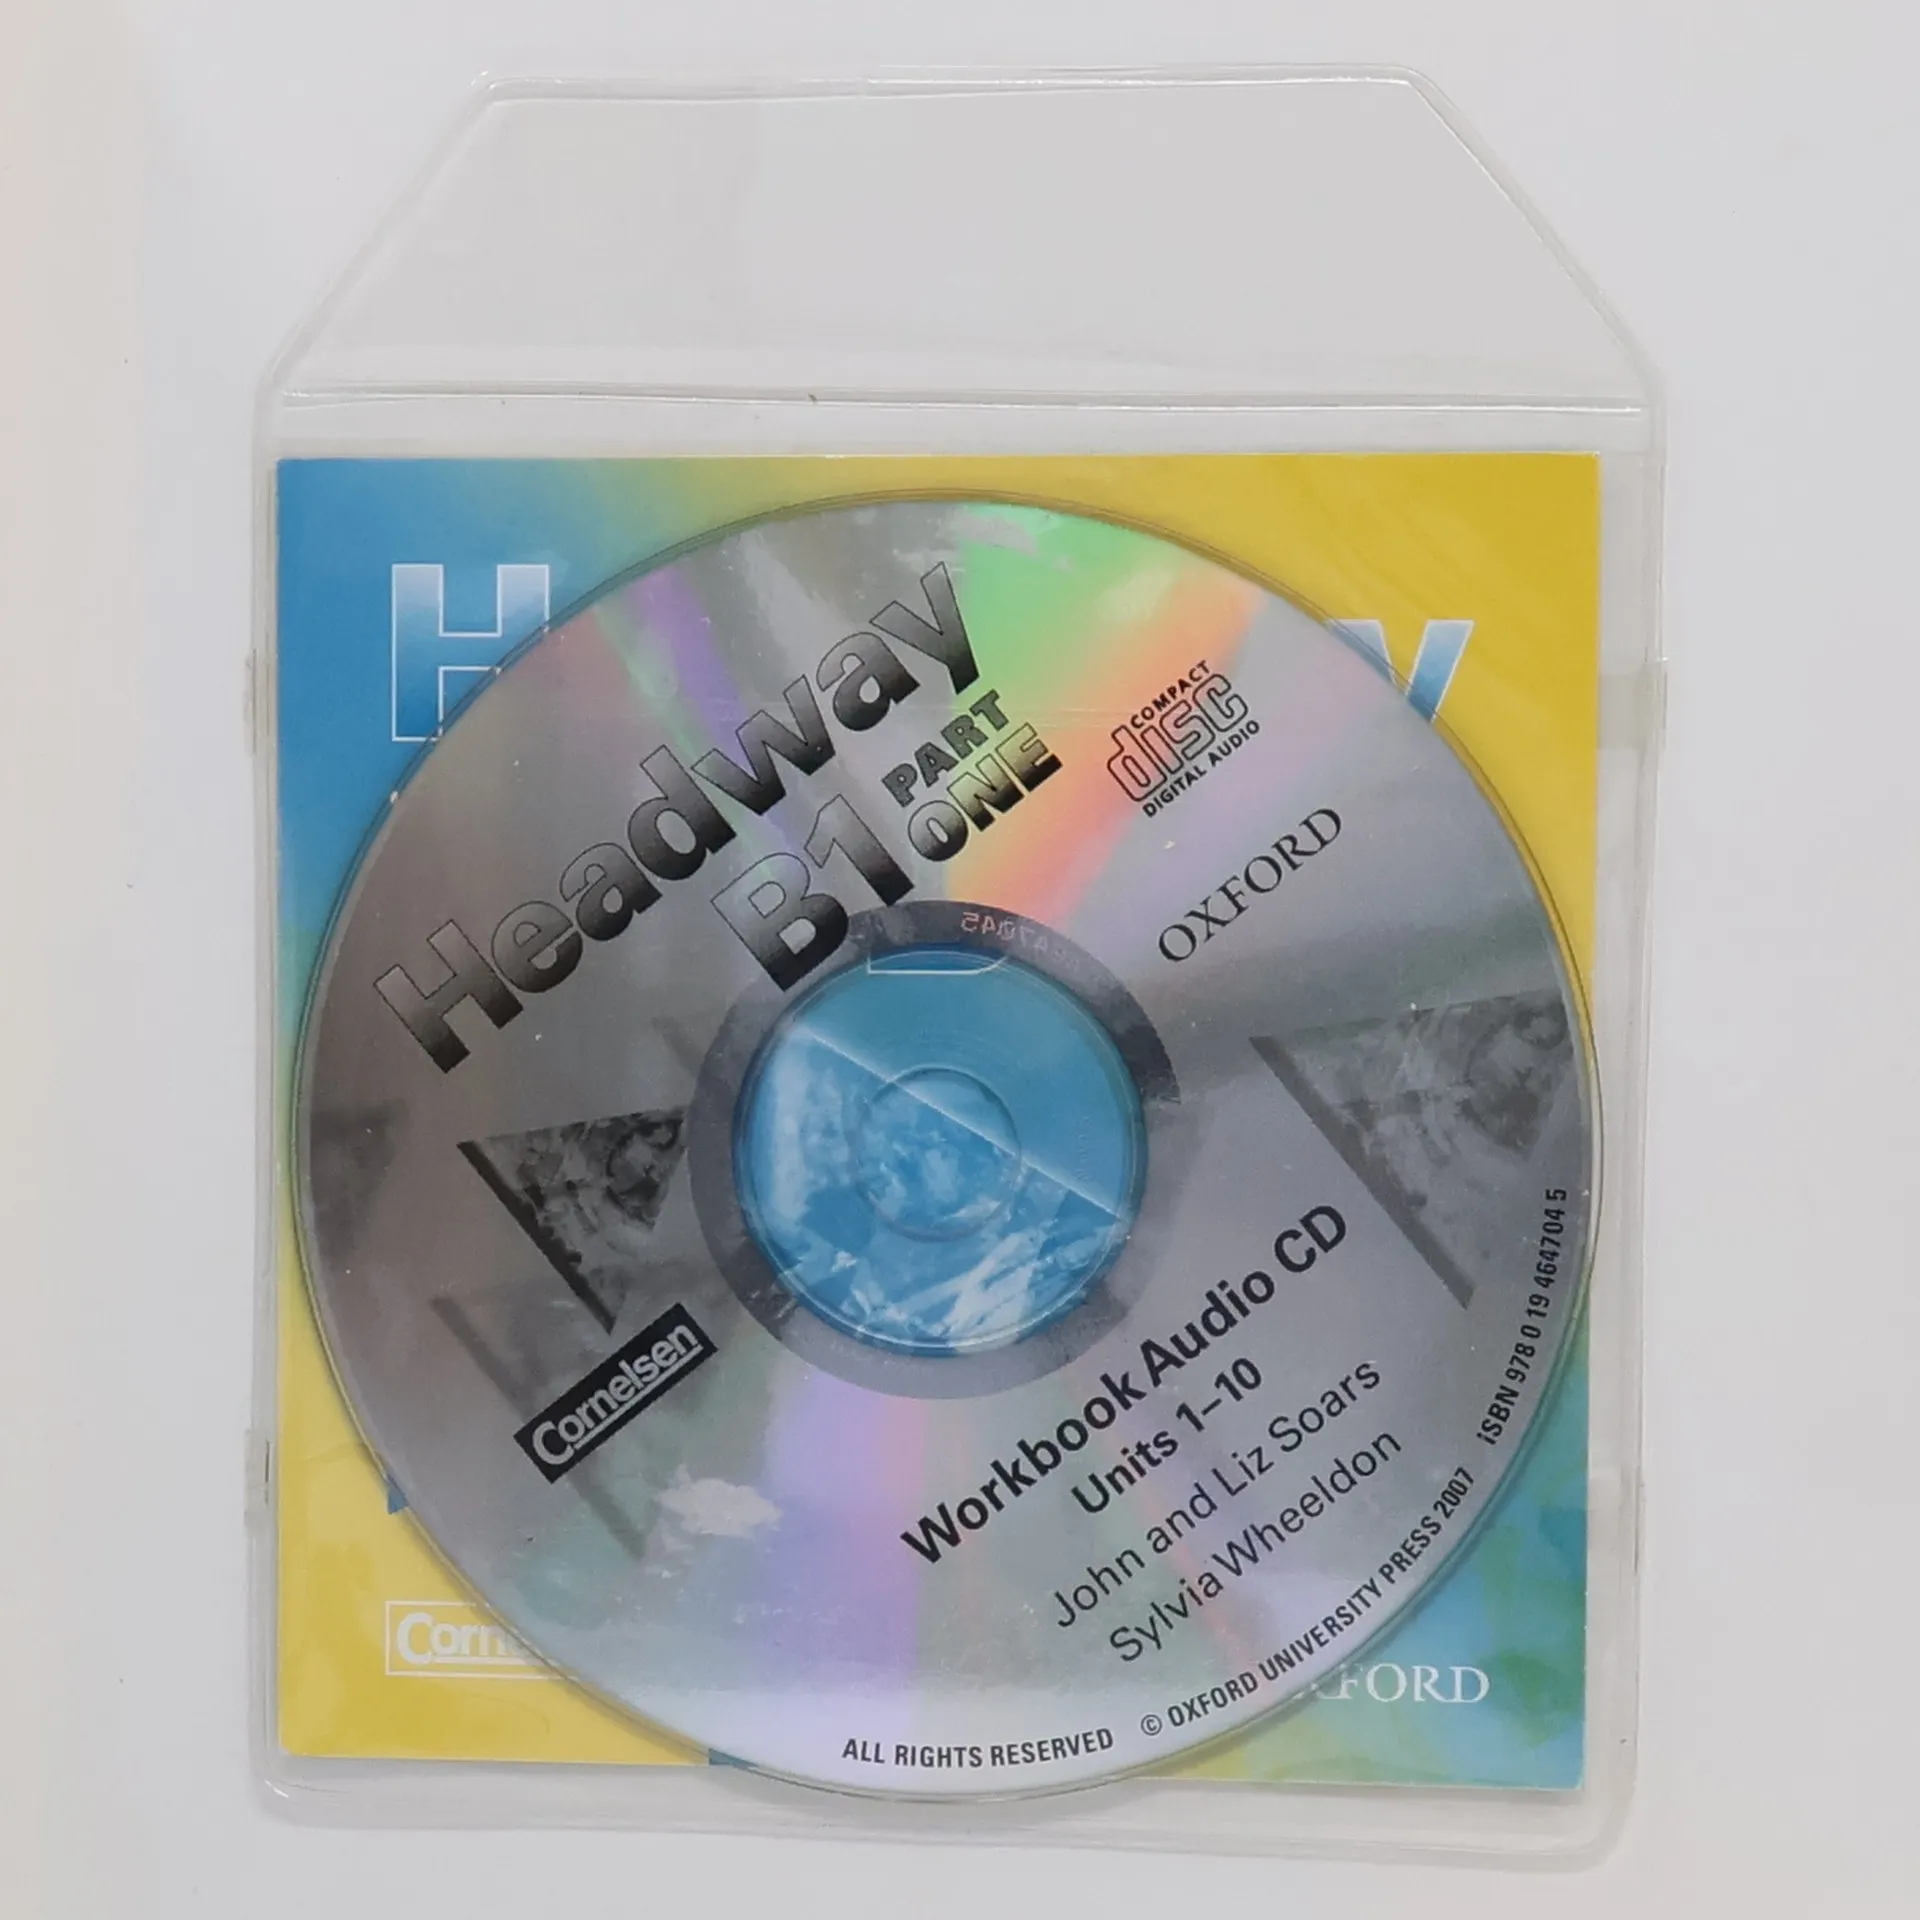 Headway
B1
PART
ONE
COMPACT
disc
DIGITAL AUDIO
OXFORD
Cornelsen
Workbook Audio CD
Units 1–10
John and Liz Soars
Sylvia Wheeldon
ISBN 978 0 19 464704 5
ALL RIGHTS RESERVED © OXFORD UNIVERSITY PRESS 2007